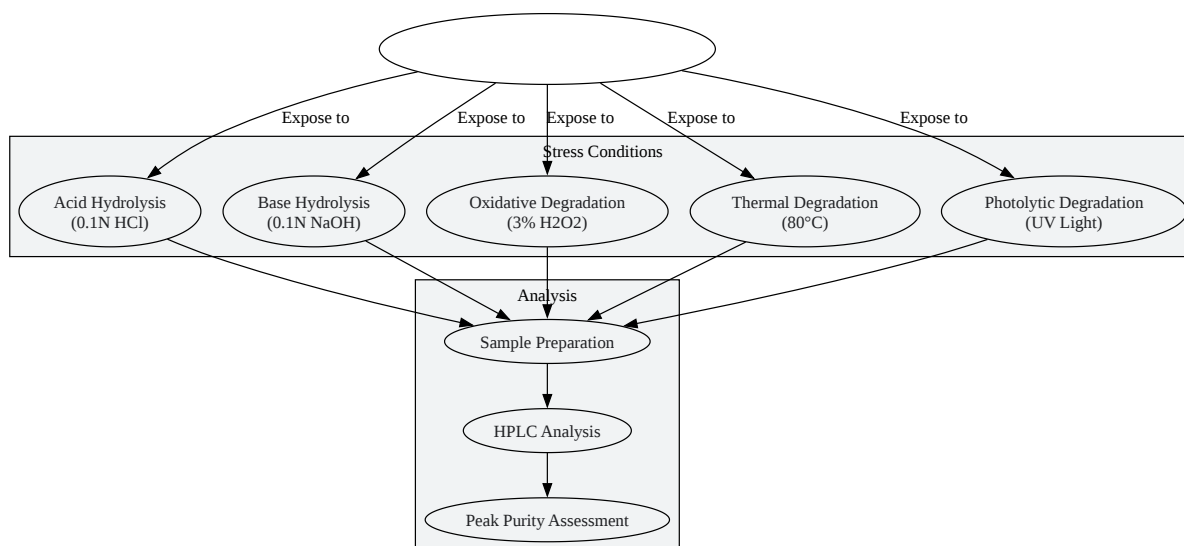 Expose to
Expose to
Expose to
Expose to
Expose to
Stress Conditions
Acid Hydrolysis
(0.1N HCl)
Base Hydrolysis
(0.1N NaOH)
Oxidative Degradation
(3% H2O2)
Thermal Degradation
(80°C)
Photolytic Degradation
(UV Light)
Analysis
Sample Preparation
HPLC Analysis
Peak Purity Assessment